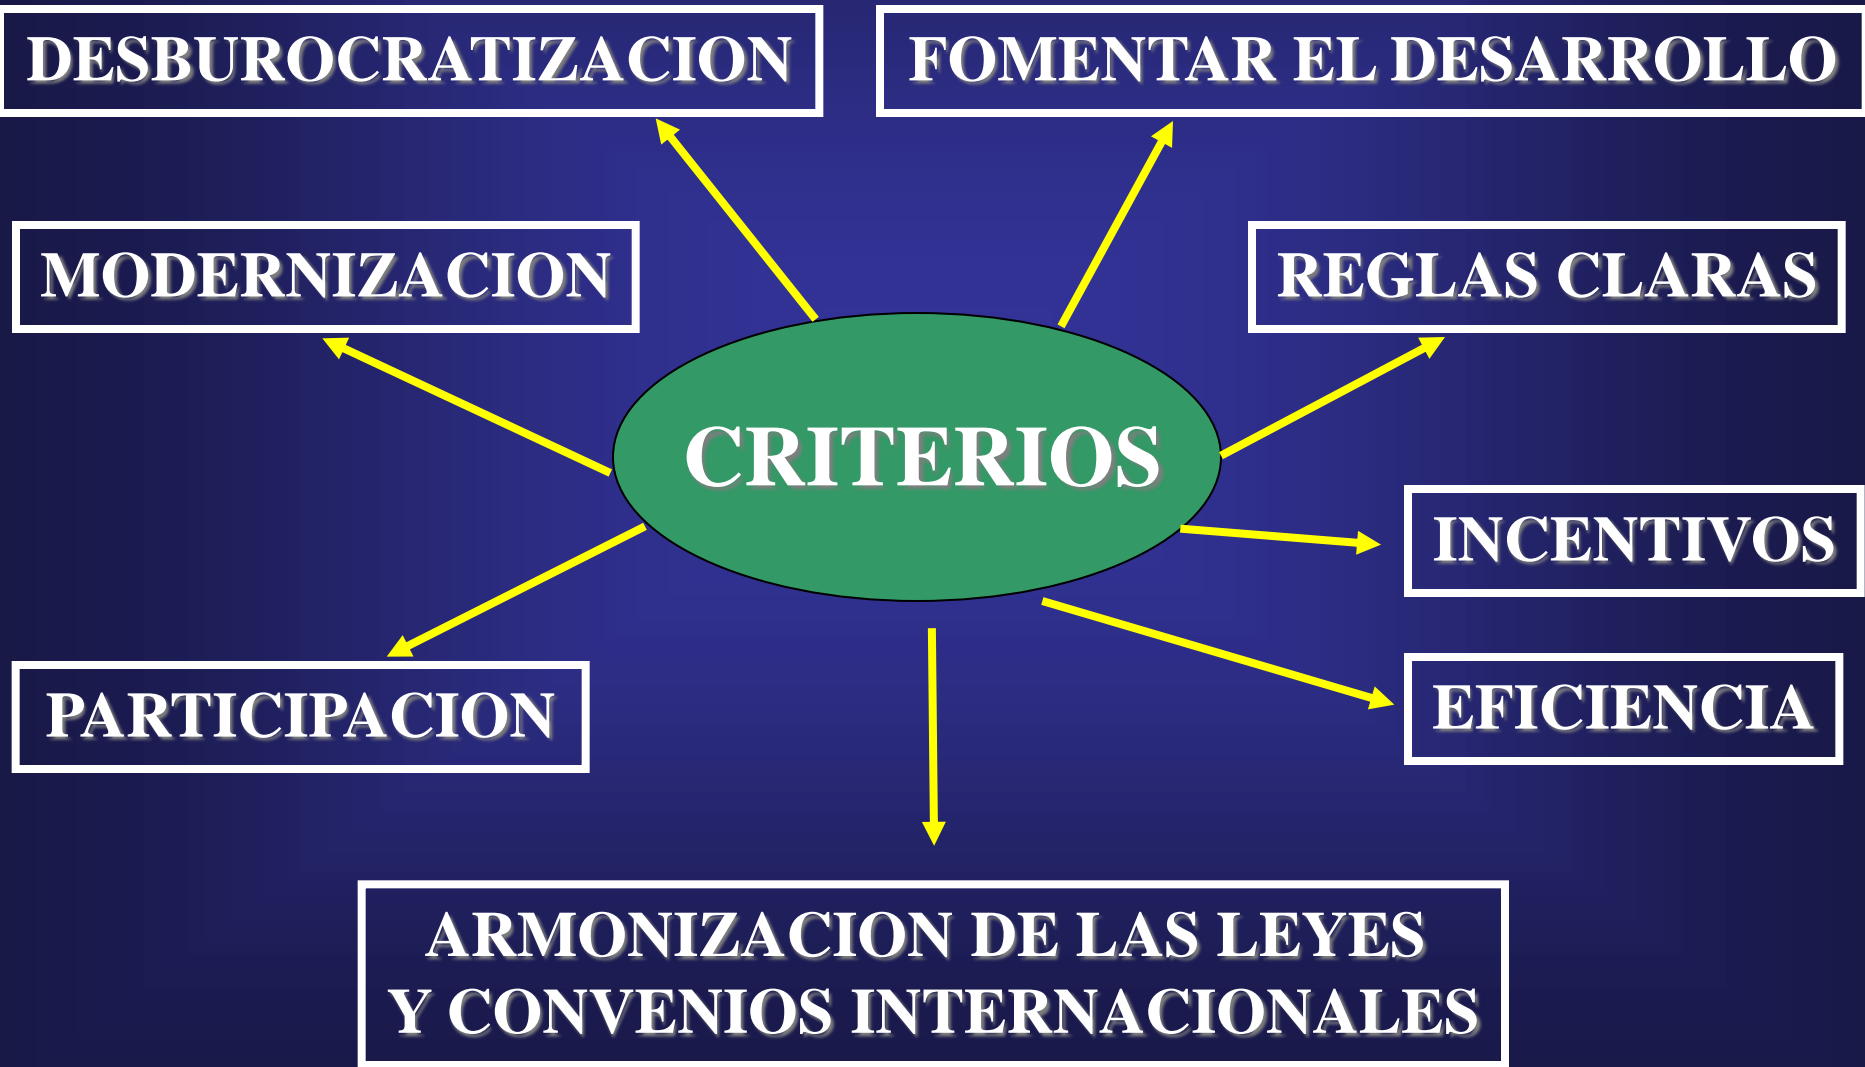 DESBUROCRATIZACION
FOMENTAR EL DESARROLLO
MODERNIZACION
REGLAS CLARAS
CRITERIOS
INCENTIVOS
PARTICIPACION
EFICIENCIA
ARMONIZACION DE LAS LEYES
Y CONVENIOS INTERNACIONALES